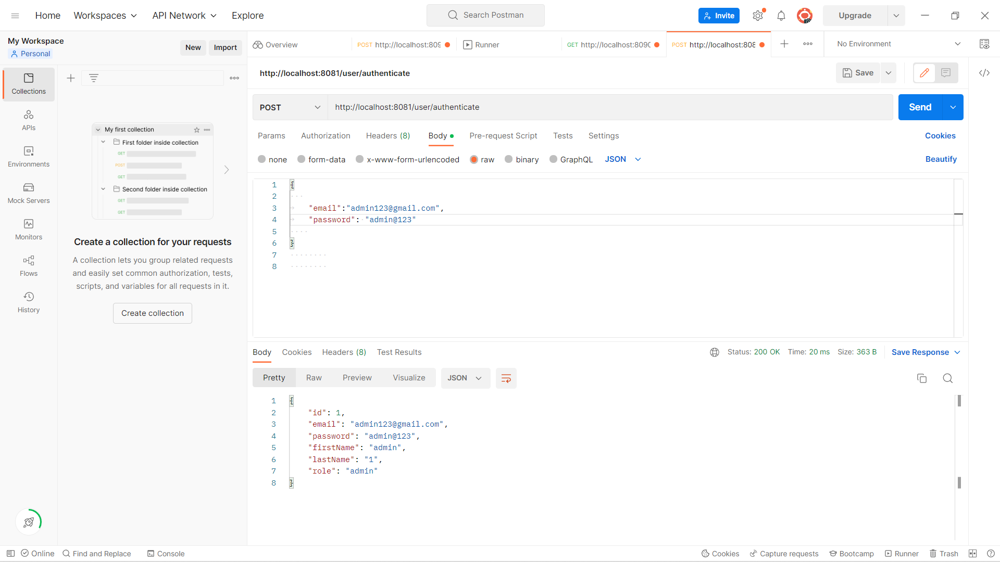 Home Workspaces API Network Explore Search Postman Invite Upgrade
My Workspace
Personal
New Import
Overview POST http://localhost:809 Runner GET http://localhost:8090 POST http://localhost:808 No Environment
Collections
APIs
Environments
Mock Servers
Monitors
Flows
History
My first collection
First folder inside collection
GET
POST
GET
Second folder inside collection
GET
GET
Create a collection for your requests
A collection lets you group related requests
and easily set common authorization, tests,
scripts, and variables for all requests in it.
Create collection
http://localhost:8081/user/authenticate Save
POST http://localhost:8081/user/authenticate Send
Params Authorization Headers (8) Body Pre-request Script Tests Settings Cookies
none form-data x-www-form-urlencoded raw binary GraphQL JSON Beautify
1 {
2
3 "email":"admin123@gmail.com",
4 "password": "admin@123"
5
6 }
7
8
Body Cookies Headers (8) Test Results Status: 200 OK Time: 20 ms Size: 363 B Save Response
Pretty Raw Preview Visualize JSON
1 {
2 "id": 1,
3 "email": "admin123@gmail.com",
4 "password": "admin@123",
5 "firstName": "admin",
6 "lastName": "1",
7 "role": "admin"
8 }
Online Find and Replace Console Cookies Capture requests Bootcamp Runner Trash